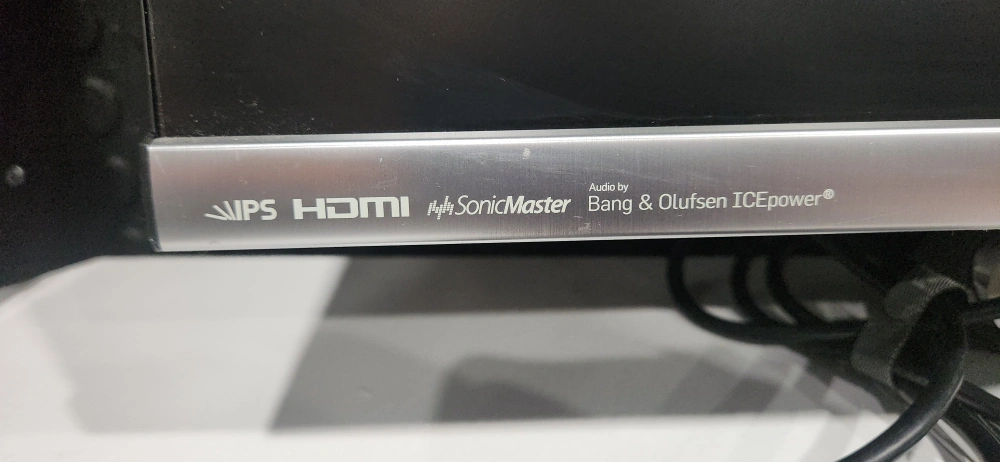 IPS HDMI SonicMaster Audio by
Bang & Olufsen ICEpower®